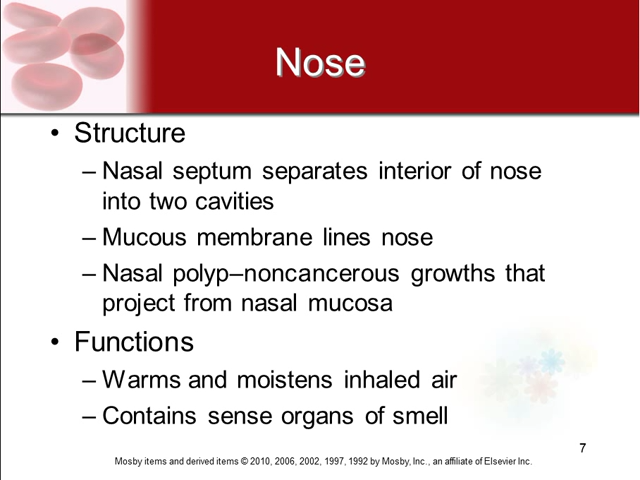 Nose
• Structure
– Nasal septum separates interior of nose
into two cavities
– Mucous membrane lines nose
– Nasal polyp–noncancerous growths that
project from nasal mucosa
• Functions
– Warms and moistens inhaled air
– Contains sense organs of smell
7
Mosby items and derived items © 2010, 2006, 2002, 1997, 1992 by Mosby, Inc., an affiliate of Elsevier Inc.